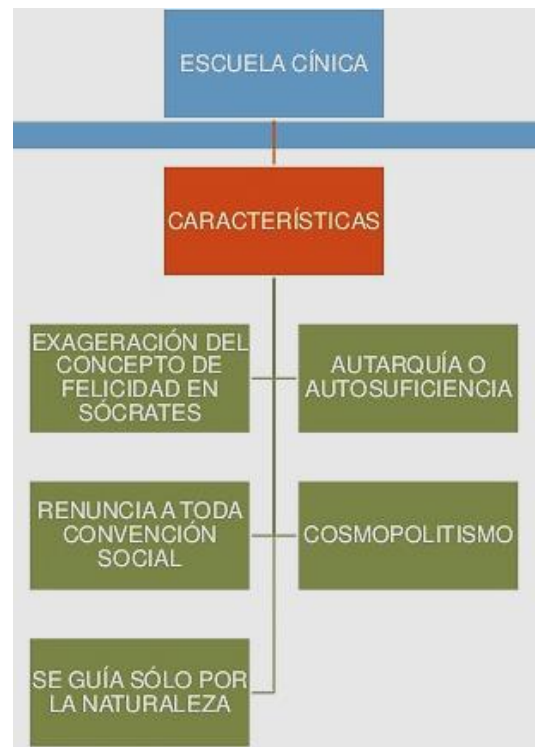 ESCUELA CÍNICA
CARACTERÍSTICAS
EXAGERACIÓN DEL
CONCEPTO DE
FELICIDAD EN
SÓCRATES
AUTARQUÍA O
AUTOSUFICIENCIA
RENUNCIA A TODA
CONVENCIÓN
SOCIAL
COSMOPOLITISMO
SE GUÍA SÓLO POR
LA NATURALEZA